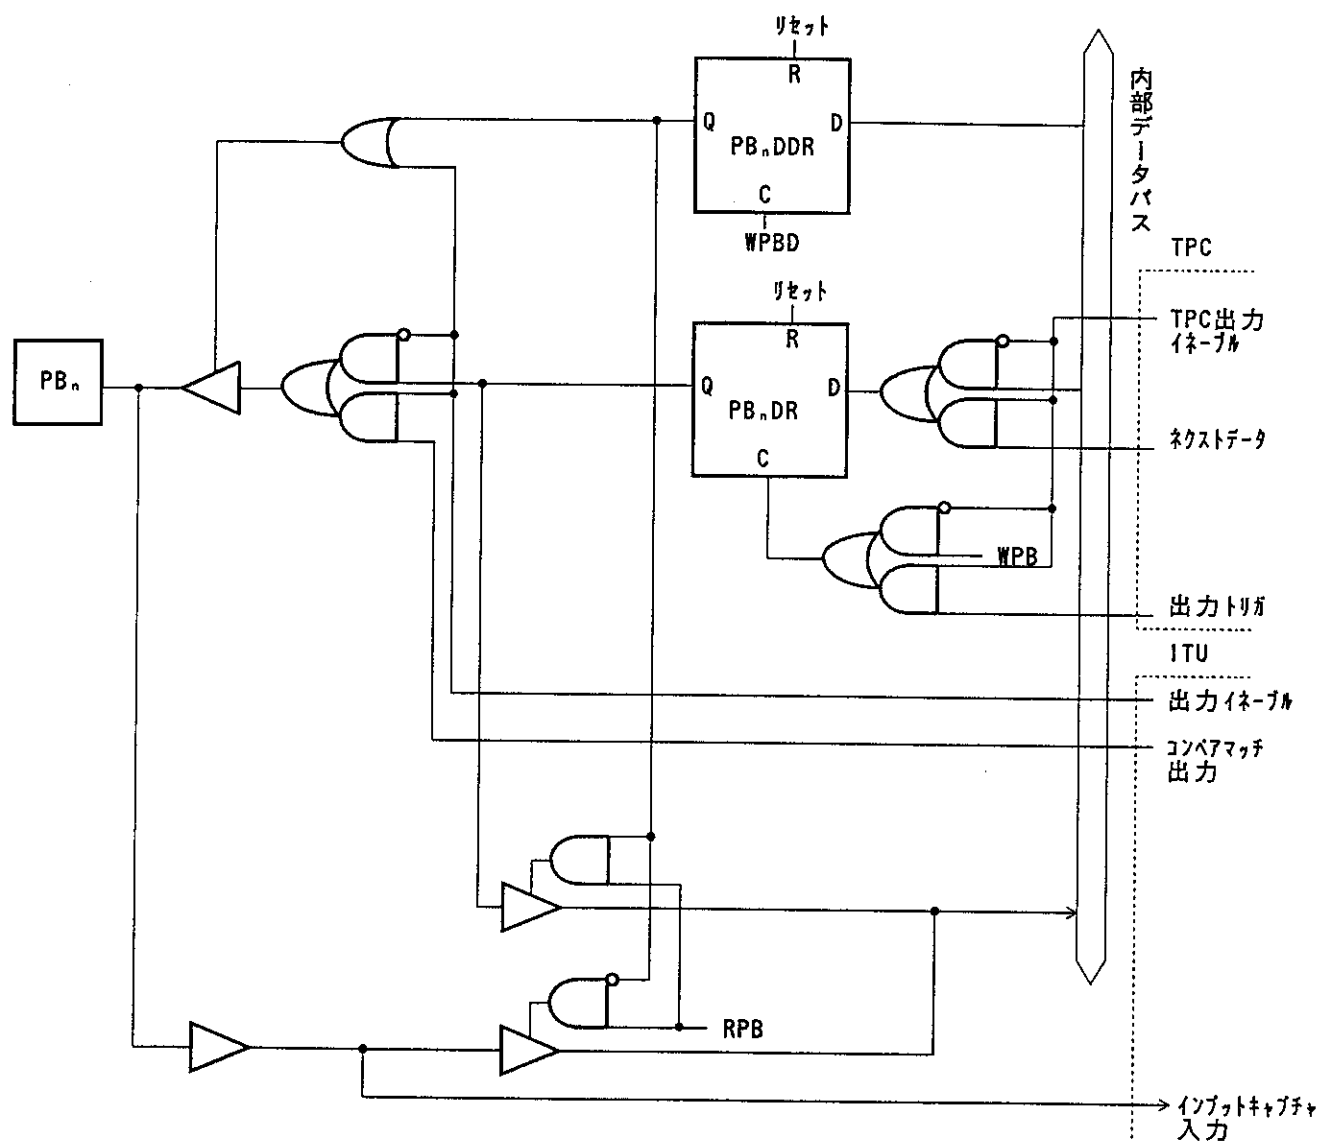 リセット
R
Q
D
PBnDDR
C
WPBD
内部データバス
TPC
リセット
R
Q
D
PBnDR
C
TPC出力
イネーブル
PBn
ネクストデータ
WPB
出力トリガ
ITU
出力イネーブル
コンペアマッチ
出力
RPB
インプットキャプチャ
入力